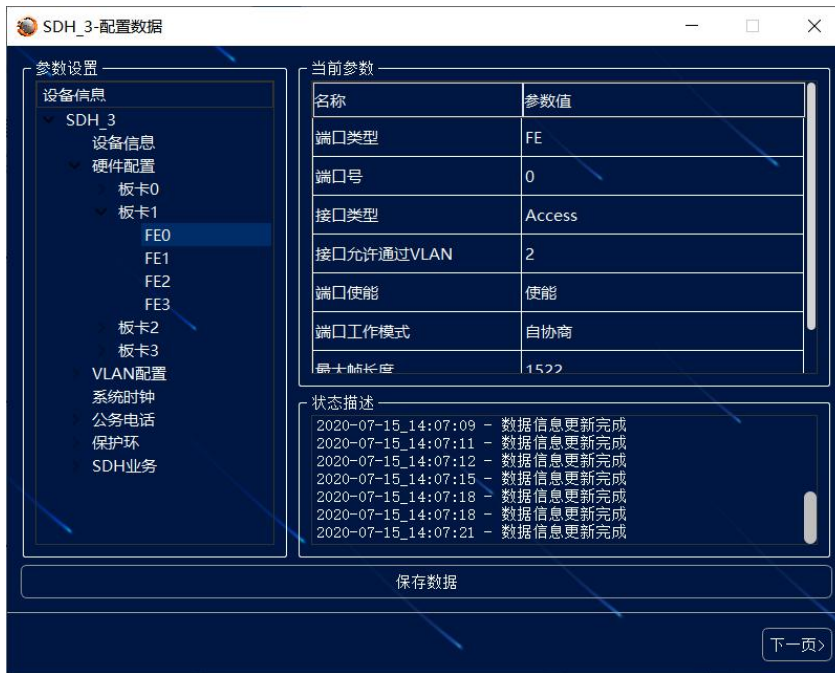 SDH_3-配置数据
参数设置
设备信息
SDH_3
设备信息
硬件配置
板卡0
板卡1
FE0
FE1
FE2
FE3
板卡2
板卡3
VLAN配置
系统时钟
公务电话
保护环
SDH业务
当前参数
名称 参数值
端口类型 FE
端口号 0
接口类型 Access
接口允许通过VLAN 2
端口使能 使能
端口工作模式 自协商
最大帧长度 1522
状态描述
2020-07-15_14:07:09 - 数据信息更新完成
2020-07-15_14:07:11 - 数据信息更新完成
2020-07-15_14:07:12 - 数据信息更新完成
2020-07-15_14:07:15 - 数据信息更新完成
2020-07-15_14:07:18 - 数据信息更新完成
2020-07-15_14:07:18 - 数据信息更新完成
2020-07-15_14:07:21 - 数据信息更新完成
保存数据
下一页>